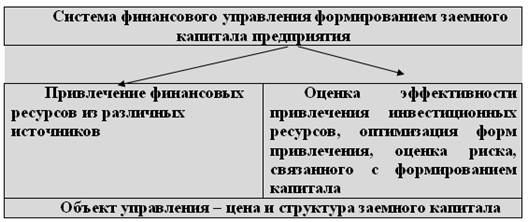 Система финансового управления формированием заемного
капитала предприятия
Привлечение финансовых
ресурсов из различных
источников
Оценка эффективности
привлечения инвестиционных
ресурсов, оптимизация форм
привлечения, оценка риска,
связанного с формированием
капитала
Объект управления – цена и структура заемного капитала